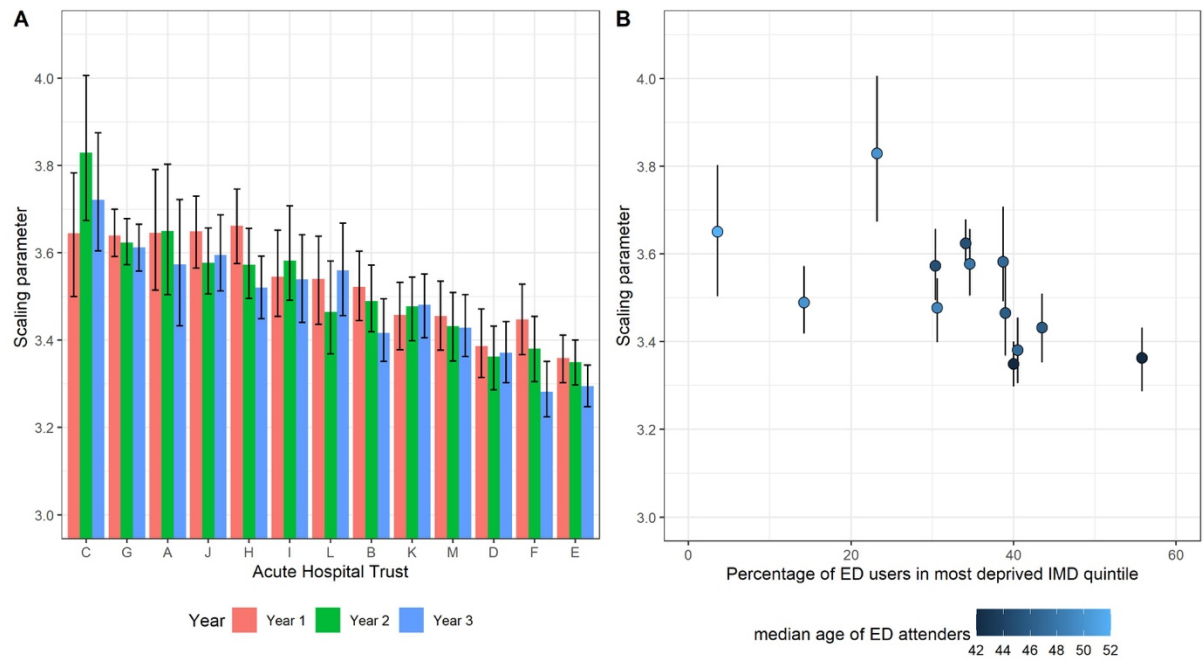 A
4.0
3.8
3.6
3.4
3.2
3.0
Scaling parameter
C G A J H I L B K M D F E
Acute Hospital Trust
Year Year 1 Year 2 Year 3
B
4.0
3.8
3.6
3.4
3.2
3.0
Scaling parameter
0 20 40 60
Percentage of ED users in most deprived IMD quintile
median age of ED attenders
42 44 46 48 50 52